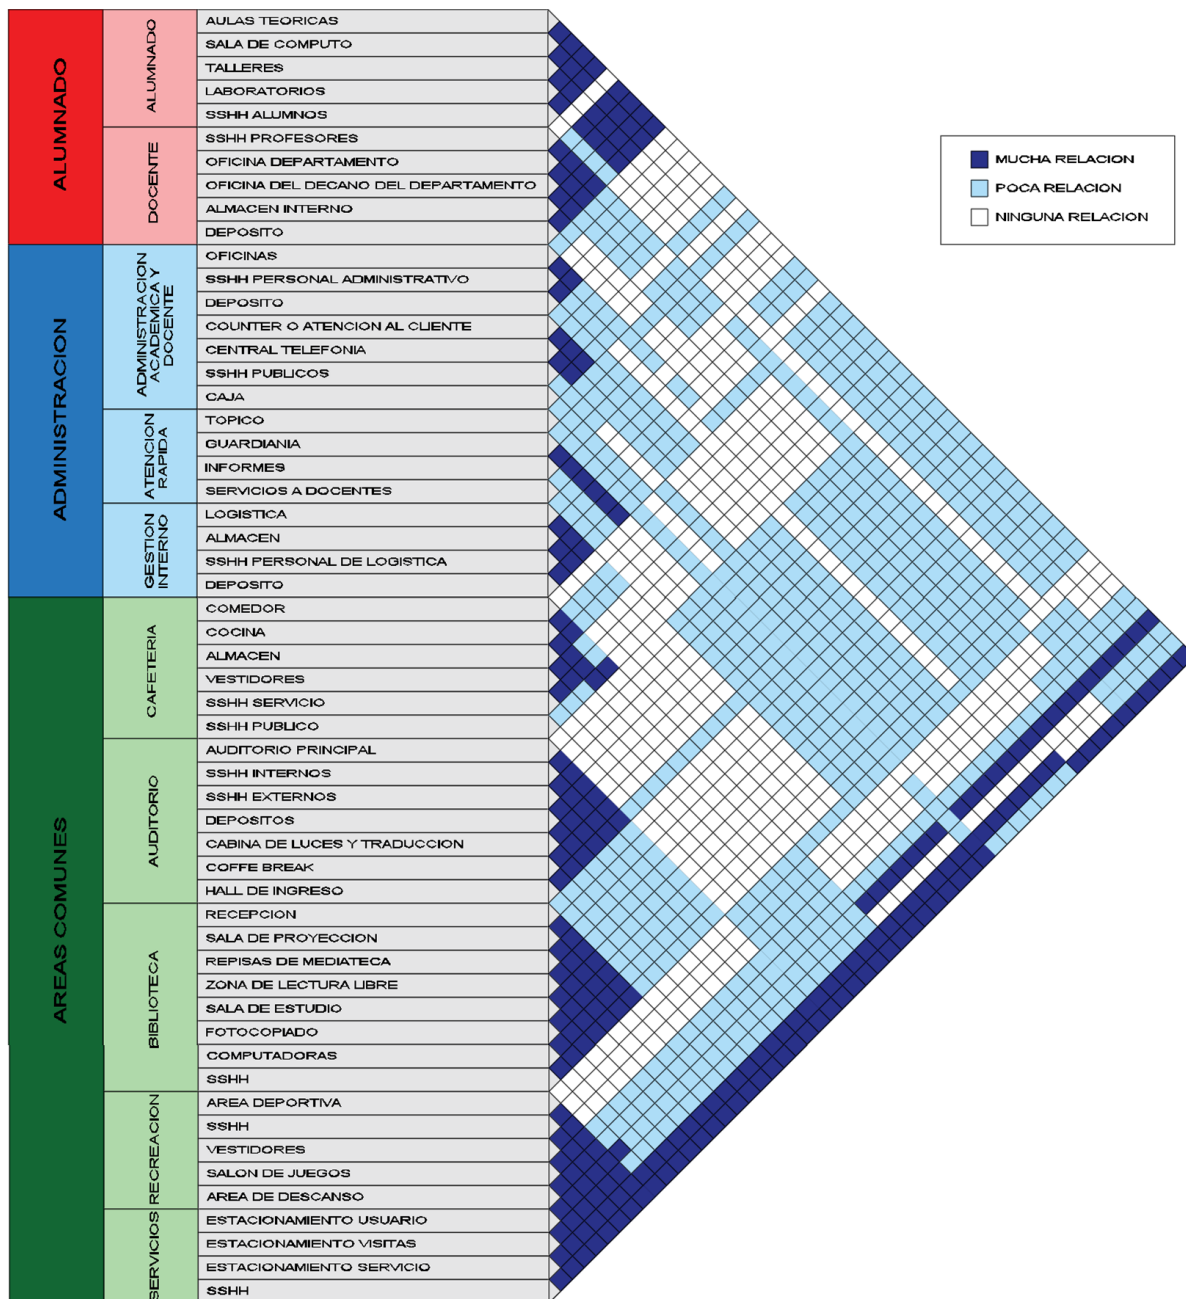 ALUMNADO
ALUMNADO
AULAS TEORICAS
SALA DE COMPUTO
TALLERES
LABORATORIOS
SSHH ALUMNOS
DOCENTE
SSHH PROFESORES
OFICINA DEPARTAMENTO
OFICINA DEL DECANO DEL DEPARTAMENTO
ALMACEN INTERNO
DEPOSITO
ADMINISTRACION
ADMINISTRACION
ACADEMICA Y
DOCENTE
OFICINAS
SSHH PERSONAL ADMINISTRATIVO
DEPOSITO
COUNTER O ATENCION AL CLIENTE
CENTRAL TELEFONIA
SSHH PUBLICOS
CAJA
ATENCION
RAPIDA
TOPICO
GUARDIANIA
INFORMES
SERVICIOS A DOCENTES
GESTION
INTERNO
LOGISTICA
ALMACEN
SSHH PERSONAL DE LOGISTICA
DEPOSITO
AREAS COMUNES
CAFETERIA
COMEDOR
COCINA
ALMACEN
VESTIDORES
SSHH SERVICIO
SSHH PUBLICO
AUDITORIO
AUDITORIO PRINCIPAL
SSHH INTERNOS
SSHH EXTERNOS
DEPOSITOS
CABINA DE LUCES Y TRADUCCION
COFFE BREAK
HALL DE INGRESO
BIBLIOTECA
RECEPCION
SALA DE PROYECCION
REPISAS DE MEDIATECA
ZONA DE LECTURA LIBRE
SALA DE ESTUDIO
FOTOCOPIADO
COMPUTADORAS
SSHH
RECREACION
AREA DEPORTIVA
SSHH
VESTIDORES
SALON DE JUEGOS
AREA DE DESCANSO
SERVICIOS
ESTACIONAMIENTO USUARIO
ESTACIONAMIENTO VISITAS
ESTACIONAMIENTO SERVICIO
SSHH
MUCHA RELACION
POCA RELACION
NINGUNA RELACION